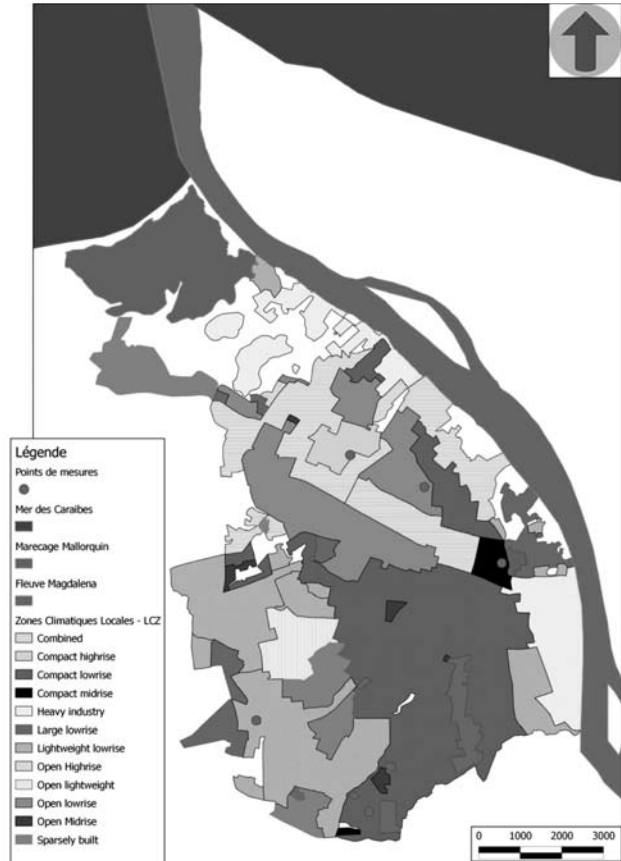 Légende
Points de mesures
Mer des Caraibes
Marecage Mallorquin
Fleuve Magdalena
Zones Climatiques Locales - LCZ
Combined
Compact highrise
Compact lowrise
Compact midrise
Heavy industry
Large lowrise
Lightweight lowrise
Open Highrise
Open lightweight
Open lowrise
Open Midrise
Sparsely built
0 1000 2000 3000